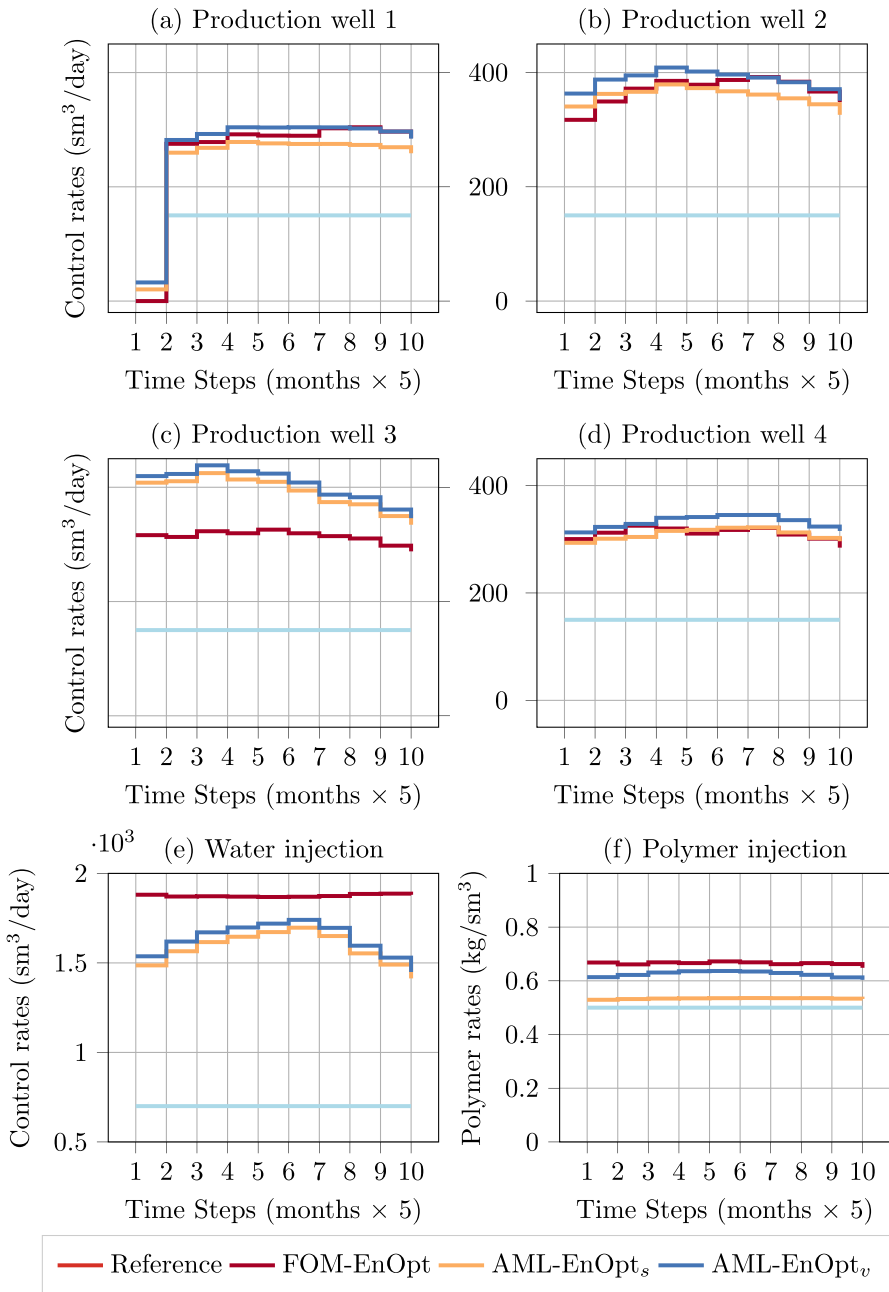 (a) Production well 1
(b) Production well 2
Control rates (sm³/day)
400
200
0
1 2 3 4 5 6 7 8 9 10
1 2 3 4 5 6 7 8 9 10
Time Steps (months × 5)
Time Steps (months × 5)
(c) Production well 3
(d) Production well 4
Control rates (sm³/day)
400
200
0
1 2 3 4 5 6 7 8 9 10
1 2 3 4 5 6 7 8 9 10
Time Steps (months × 5)
Time Steps (months × 5)
·10³
(e) Water injection
(f) Polymer injection
Control rates (sm³/day)
2
1.5
1
0.5
Polymer rates (kg/sm³)
1
0.8
0.6
0.4
0.2
0
1 2 3 4 5 6 7 8 9 10
1 2 3 4 5 6 7 8 9 10
Time Steps (months × 5)
Time Steps (months × 5)
Reference FOM-EnOpt AML-EnOptₛ AML-EnOptᵥ